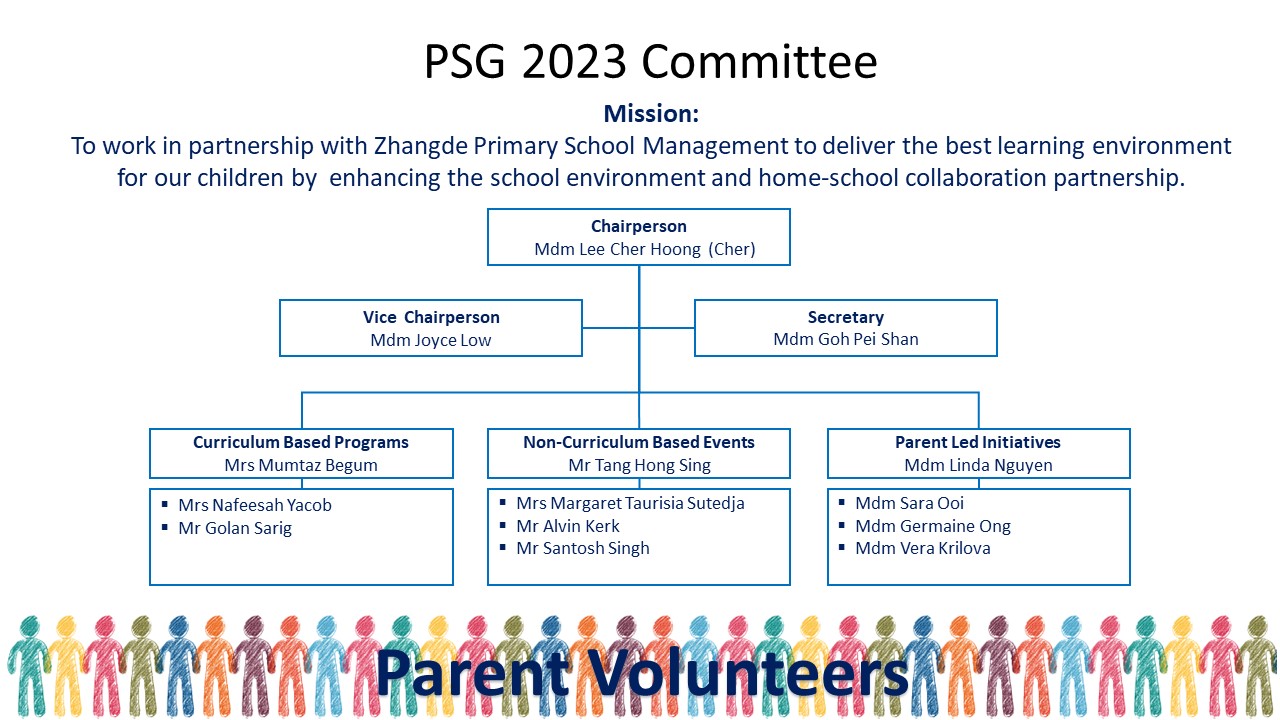 PSG 2023 Committee
Mission:
To work in partnership with Zhangde Primary School Management to deliver the best learning environment
for our children by  enhancing the school environment and home-school collaboration partnership.
Chairperson
Mdm Lee Cher Hoong (Cher)
Vice Chairperson
Mdm Joyce Low
Secretary
Mdm Goh Pei Shan
Curriculum Based Programs
Mrs Mumtaz Begum
▪ Mrs Nafeesah Yacob
▪ Mr Golan Sarig
Non-Curriculum Based Events
Mr Tang Hong Sing
▪ Mrs Margaret Taurisia Sutedja
▪ Mr Alvin Kerk
▪ Mr Santosh Singh
Parent Led Initiatives
Mdm Linda Nguyen
▪ Mdm Sara Ooi
▪ Mdm Germaine Ong
▪ Mdm Vera Krilova
Parent Volunteers